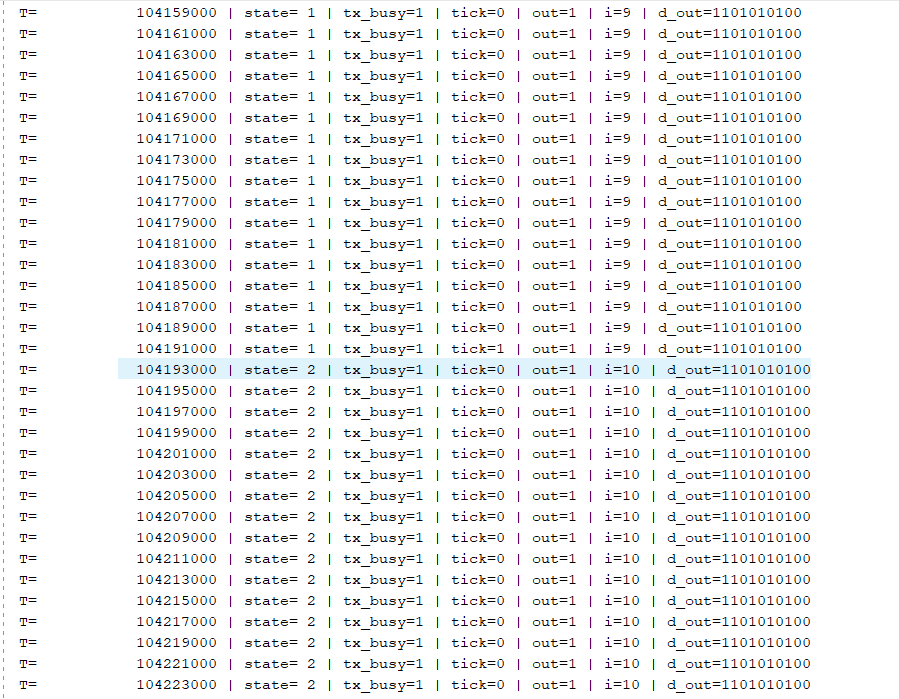 T=           104159000 | state= 1 | tx_busy=1 | tick=0 | out=1 | i=9 | d_out=1101010100
T=           104161000 | state= 1 | tx_busy=1 | tick=0 | out=1 | i=9 | d_out=1101010100
T=           104163000 | state= 1 | tx_busy=1 | tick=0 | out=1 | i=9 | d_out=1101010100
T=           104165000 | state= 1 | tx_busy=1 | tick=0 | out=1 | i=9 | d_out=1101010100
T=           104167000 | state= 1 | tx_busy=1 | tick=0 | out=1 | i=9 | d_out=1101010100
T=           104169000 | state= 1 | tx_busy=1 | tick=0 | out=1 | i=9 | d_out=1101010100
T=           104171000 | state= 1 | tx_busy=1 | tick=0 | out=1 | i=9 | d_out=1101010100
T=           104173000 | state= 1 | tx_busy=1 | tick=0 | out=1 | i=9 | d_out=1101010100
T=           104175000 | state= 1 | tx_busy=1 | tick=0 | out=1 | i=9 | d_out=1101010100
T=           104177000 | state= 1 | tx_busy=1 | tick=0 | out=1 | i=9 | d_out=1101010100
T=           104179000 | state= 1 | tx_busy=1 | tick=0 | out=1 | i=9 | d_out=1101010100
T=           104181000 | state= 1 | tx_busy=1 | tick=0 | out=1 | i=9 | d_out=1101010100
T=           104183000 | state= 1 | tx_busy=1 | tick=0 | out=1 | i=9 | d_out=1101010100
T=           104185000 | state= 1 | tx_busy=1 | tick=0 | out=1 | i=9 | d_out=1101010100
T=           104187000 | state= 1 | tx_busy=1 | tick=0 | out=1 | i=9 | d_out=1101010100
T=           104189000 | state= 1 | tx_busy=1 | tick=0 | out=1 | i=9 | d_out=1101010100
T=           104191000 | state= 1 | tx_busy=1 | tick=1 | out=1 | i=9 | d_out=1101010100
T=           104193000 | state= 2 | tx_busy=1 | tick=0 | out=1 | i=10 | d_out=1101010100
T=           104195000 | state= 2 | tx_busy=1 | tick=0 | out=1 | i=10 | d_out=1101010100
T=           104197000 | state= 2 | tx_busy=1 | tick=0 | out=1 | i=10 | d_out=1101010100
T=           104199000 | state= 2 | tx_busy=1 | tick=0 | out=1 | i=10 | d_out=1101010100
T=           104201000 | state= 2 | tx_busy=1 | tick=0 | out=1 | i=10 | d_out=1101010100
T=           104203000 | state= 2 | tx_busy=1 | tick=0 | out=1 | i=10 | d_out=1101010100
T=           104205000 | state= 2 | tx_busy=1 | tick=0 | out=1 | i=10 | d_out=1101010100
T=           104207000 | state= 2 | tx_busy=1 | tick=0 | out=1 | i=10 | d_out=1101010100
T=           104209000 | state= 2 | tx_busy=1 | tick=0 | out=1 | i=10 | d_out=1101010100
T=           104211000 | state= 2 | tx_busy=1 | tick=0 | out=1 | i=10 | d_out=1101010100
T=           104213000 | state= 2 | tx_busy=1 | tick=0 | out=1 | i=10 | d_out=1101010100
T=           104215000 | state= 2 | tx_busy=1 | tick=0 | out=1 | i=10 | d_out=1101010100
T=           104217000 | state= 2 | tx_busy=1 | tick=0 | out=1 | i=10 | d_out=1101010100
T=           104219000 | state= 2 | tx_busy=1 | tick=0 | out=1 | i=10 | d_out=1101010100
T=           104221000 | state= 2 | tx_busy=1 | tick=0 | out=1 | i=10 | d_out=1101010100
T=           104223000 | state= 2 | tx_busy=1 | tick=0 | out=1 | i=10 | d_out=1101010100